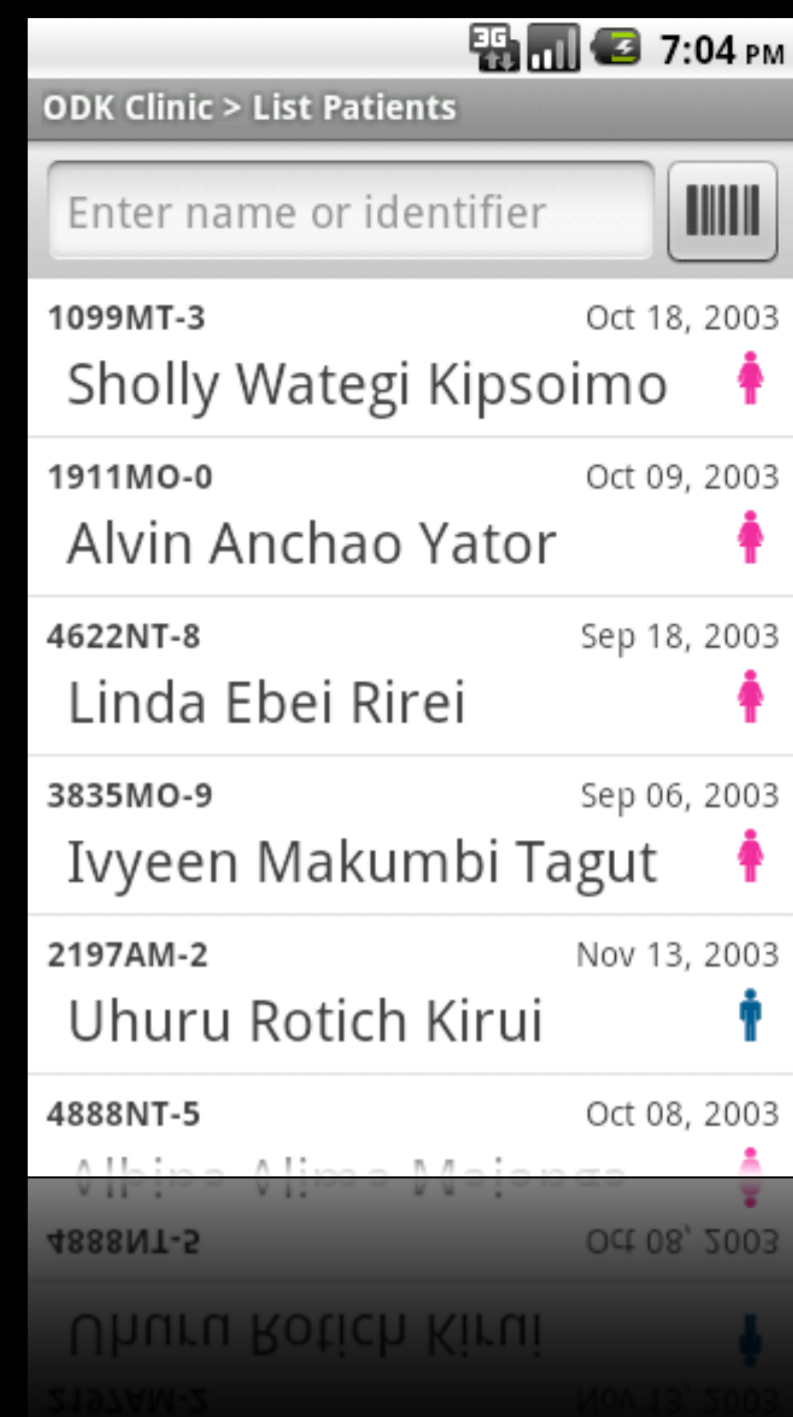 3G 7:04 PM
ODK Clinic > List Patients
Enter name or identifier
1099MT-3 Oct 18, 2003
Sholly Wategi Kipsoimo
1911MO-0 Oct 09, 2003
Alvin Anchao Yator
4622NT-8 Sep 18, 2003
Linda Ebei Rirei
3835MO-9 Sep 06, 2003
Ivyeen Makumbi Tagut
2197AM-2 Nov 13, 2003
Uhuru Rotich Kirui
4888NT-5 Oct 08, 2003